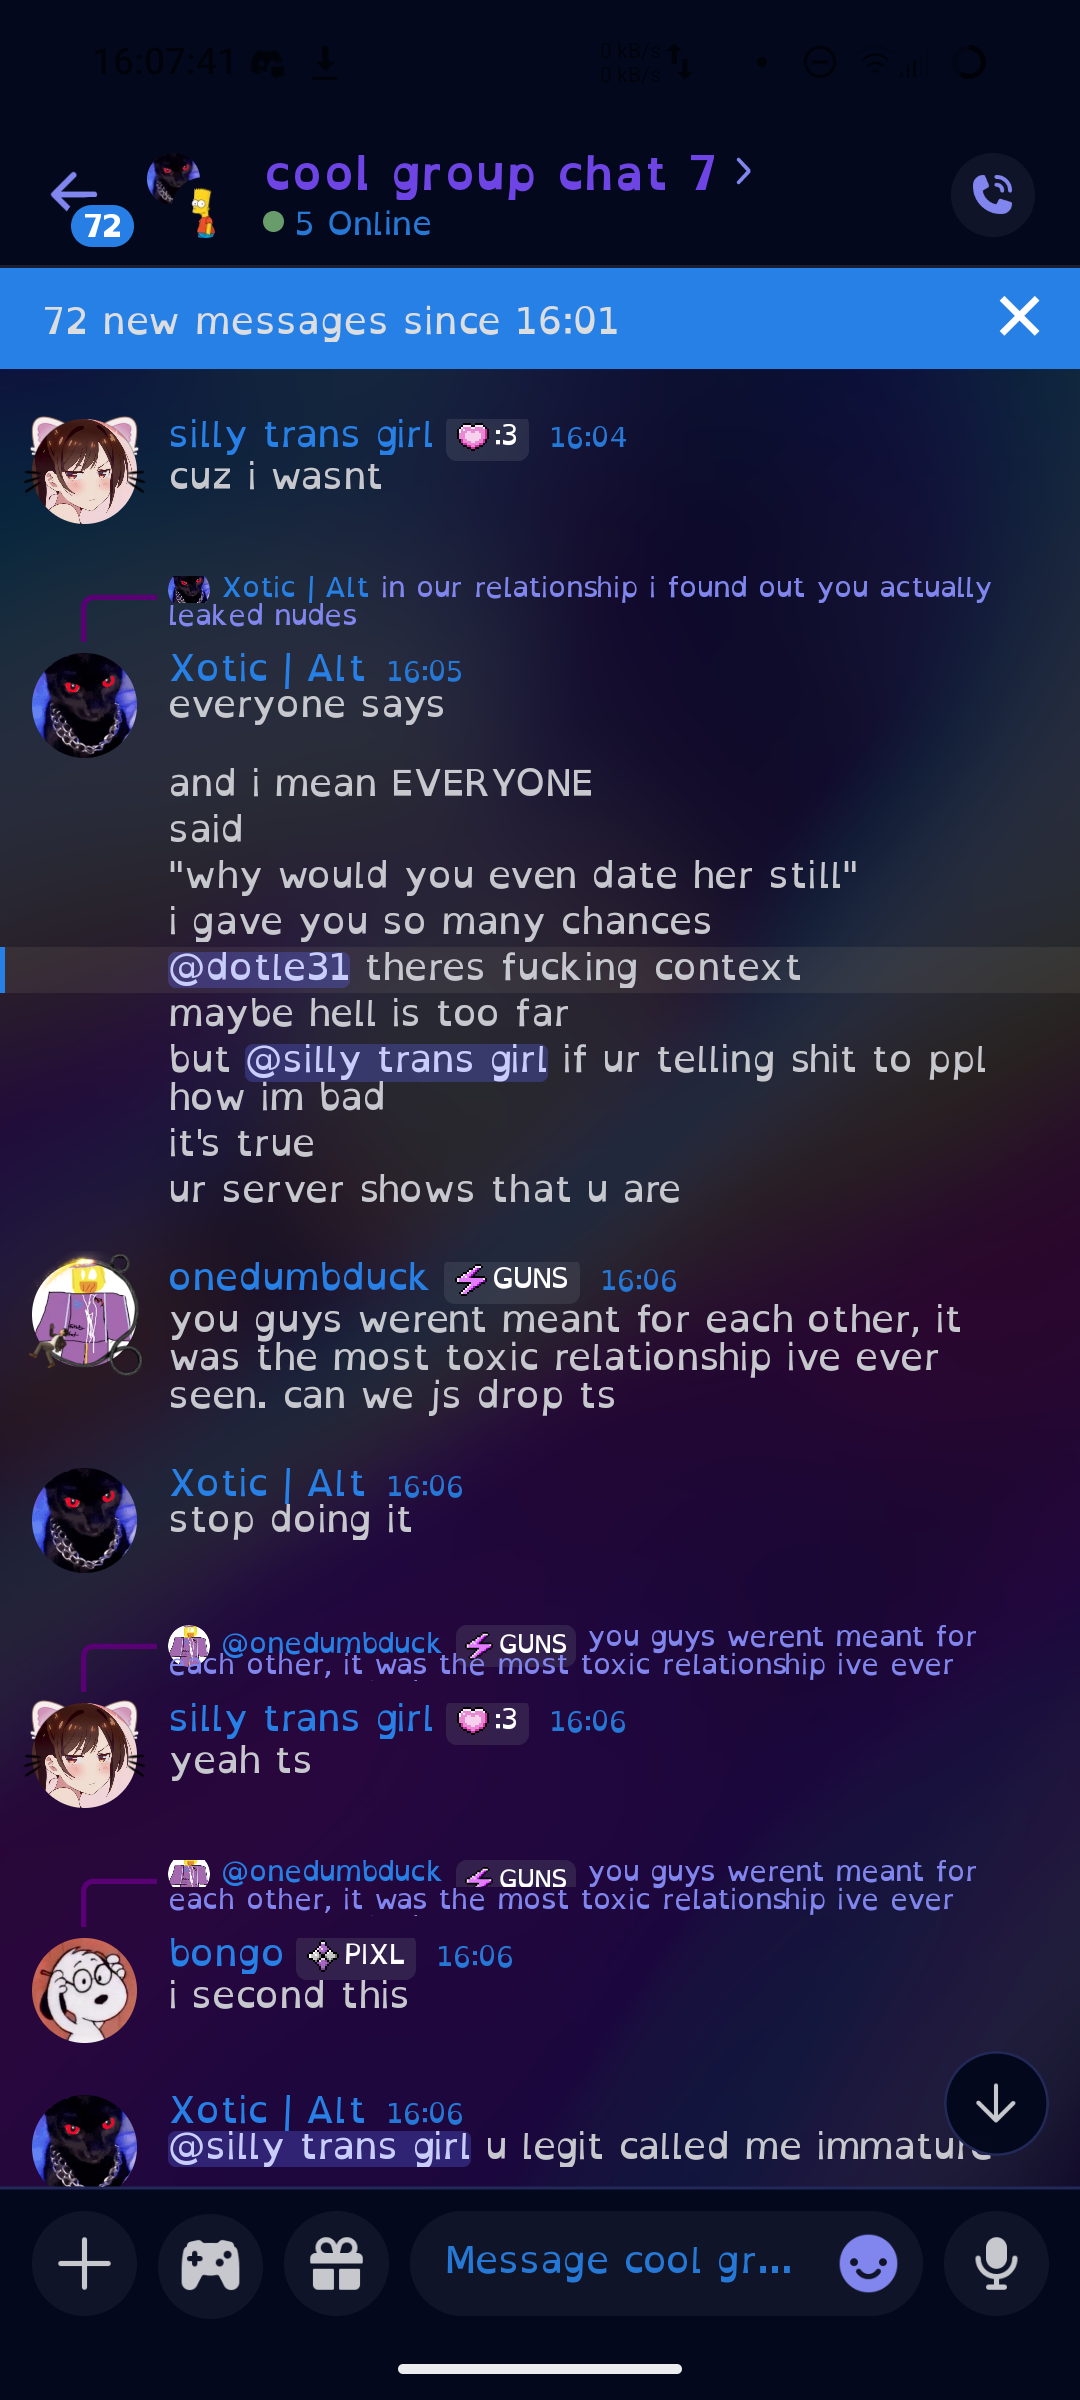 16:07:41
0 kB/s
0 kB/s
cool group chat 7
72
5 Online
72 new messages since 16:01
silly trans girl :3 16:04
cuz i wasnt
Xotic | Alt in our relationship i found out you actually
leaked nudes
Xotic | Alt 16:05
everyone says
and i mean EVERYONE
said
"why would you even date her still"
i gave you so many chances
@dotle31 theres fucking context
maybe hell is too far
but @silly trans girl if ur telling shit to ppl
how im bad
it's true
ur server shows that u are
onedumbduck GUNS 16:06
you guys werent meant for each other, it
was the most toxic relationship ive ever
seen. can we js drop ts
Xotic | Alt 16:06
stop doing it
@onedumbduck GUNS you guys werent meant for
each other, it was the most toxic relationship ive ever
silly trans girl :3 16:06
yeah ts
@onedumbduck GUNS you guys werent meant for
each other, it was the most toxic relationship ive ever
bongo PIXL 16:06
i second this
Xotic | Alt 16:06
@silly trans girl u legit called me immature
Message cool gr...